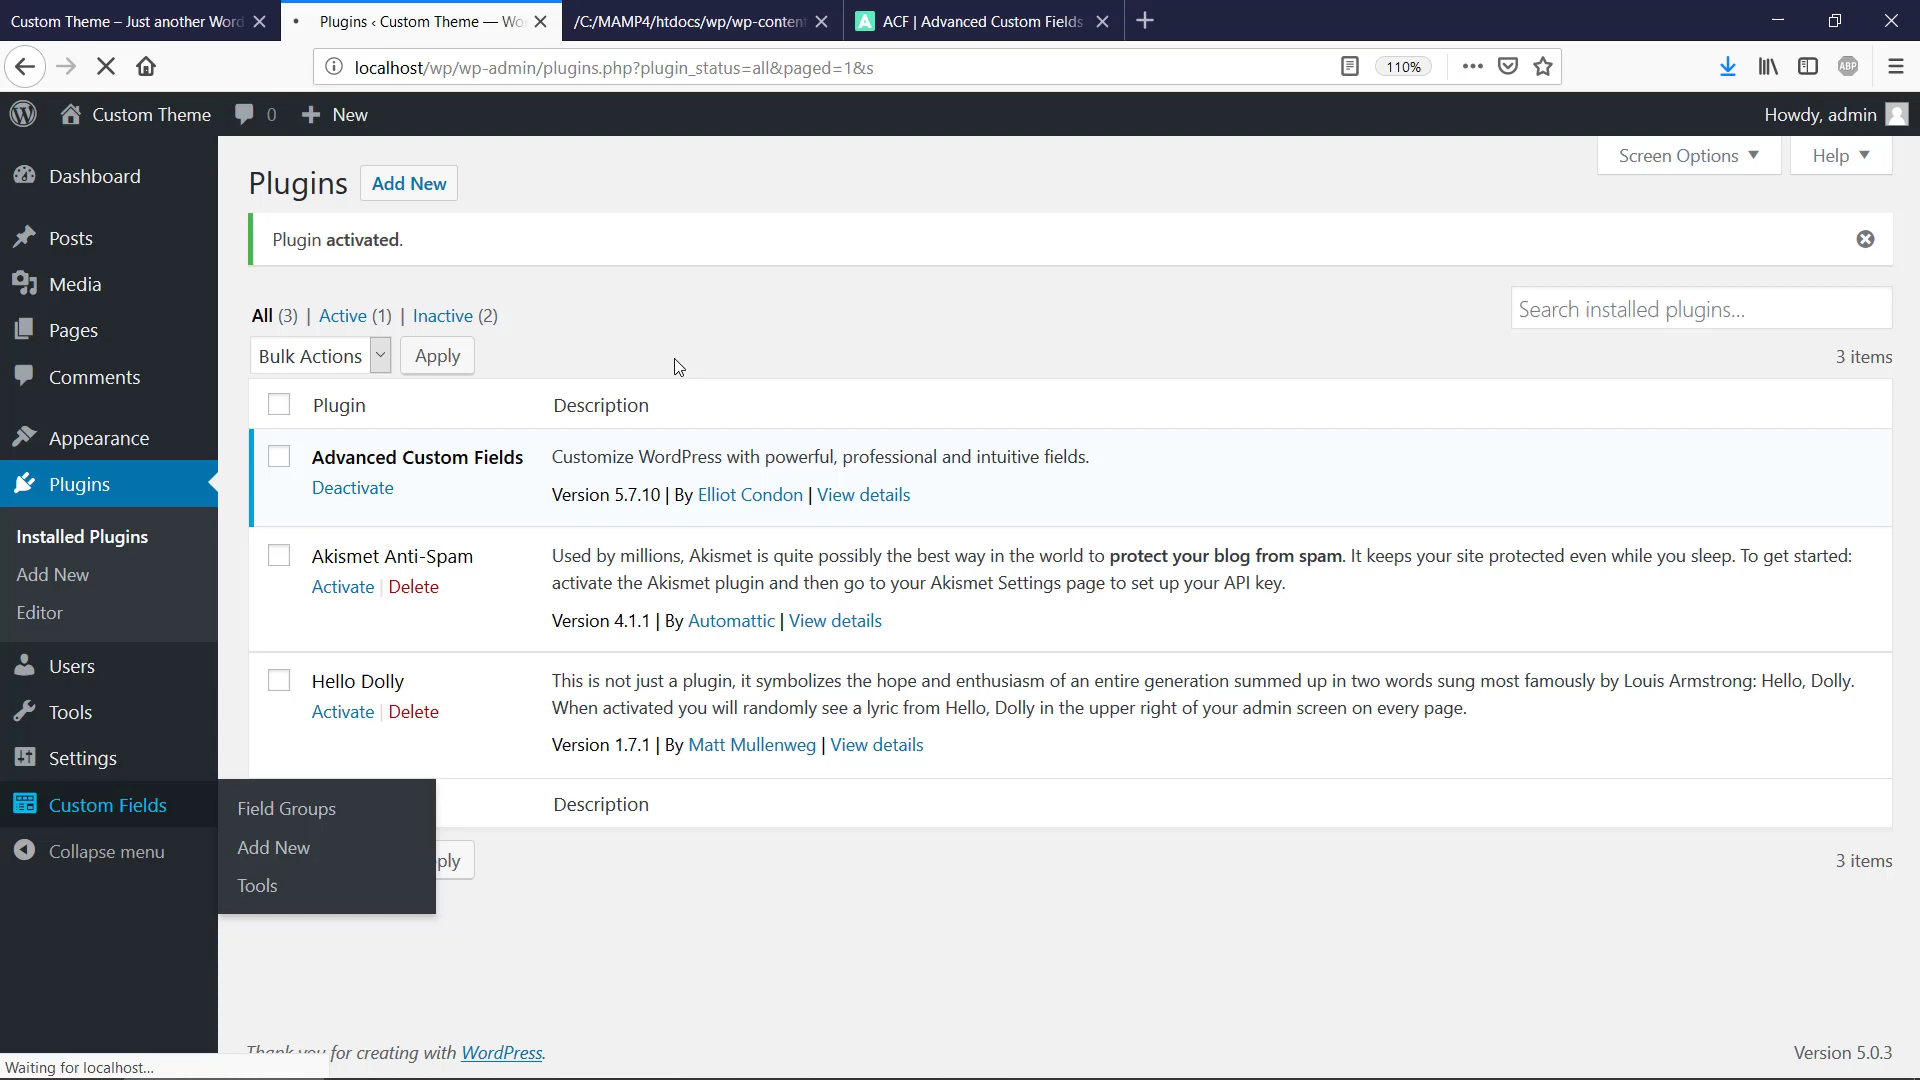 Custom Theme – Just another Word
Plugins ‹ Custom Theme — Wo
/C:/MAMP4/htdocs/wp/wp-conten
ACF | Advanced Custom Fields
localhost/wp/wp-admin/plugins.php?plugin_status=all&paged=1&s
110%
ABP
Custom Theme
0
New
Howdy, admin
Screen Options
Help
Dashboard
Posts
Media
Pages
Comments
Appearance
Plugins
Installed Plugins
Add New
Editor
Users
Tools
Settings
Custom Fields
Collapse menu
Field Groups
Add New
Tools
Plugins
Add New
Plugin activated.
All (3) | Active (1) | Inactive (2)
Search installed plugins...
Bulk Actions
Apply
3 items
Plugin
Description
Advanced Custom Fields
Deactivate
Customize WordPress with powerful, professional and intuitive fields.
Version 5.7.10 | By Elliot Condon | View details
Akismet Anti-Spam
Activate | Delete
Used by millions, Akismet is quite possibly the best way in the world to protect your blog from spam. It keeps your site protected even while you sleep. To get started:
activate the Akismet plugin and then go to your Akismet Settings page to set up your API key.
Version 4.1.1 | By Automattic | View details
Hello Dolly
Activate | Delete
This is not just a plugin, it symbolizes the hope and enthusiasm of an entire generation summed up in two words sung most famously by Louis Armstrong: Hello, Dolly.
When activated you will randomly see a lyric from Hello, Dolly in the upper right of your admin screen on every page.
Version 1.7.1 | By Matt Mullenweg | View details
Description
ply
3 items
Thank you for creating with WordPress.
Version 5.0.3
Waiting for localhost...